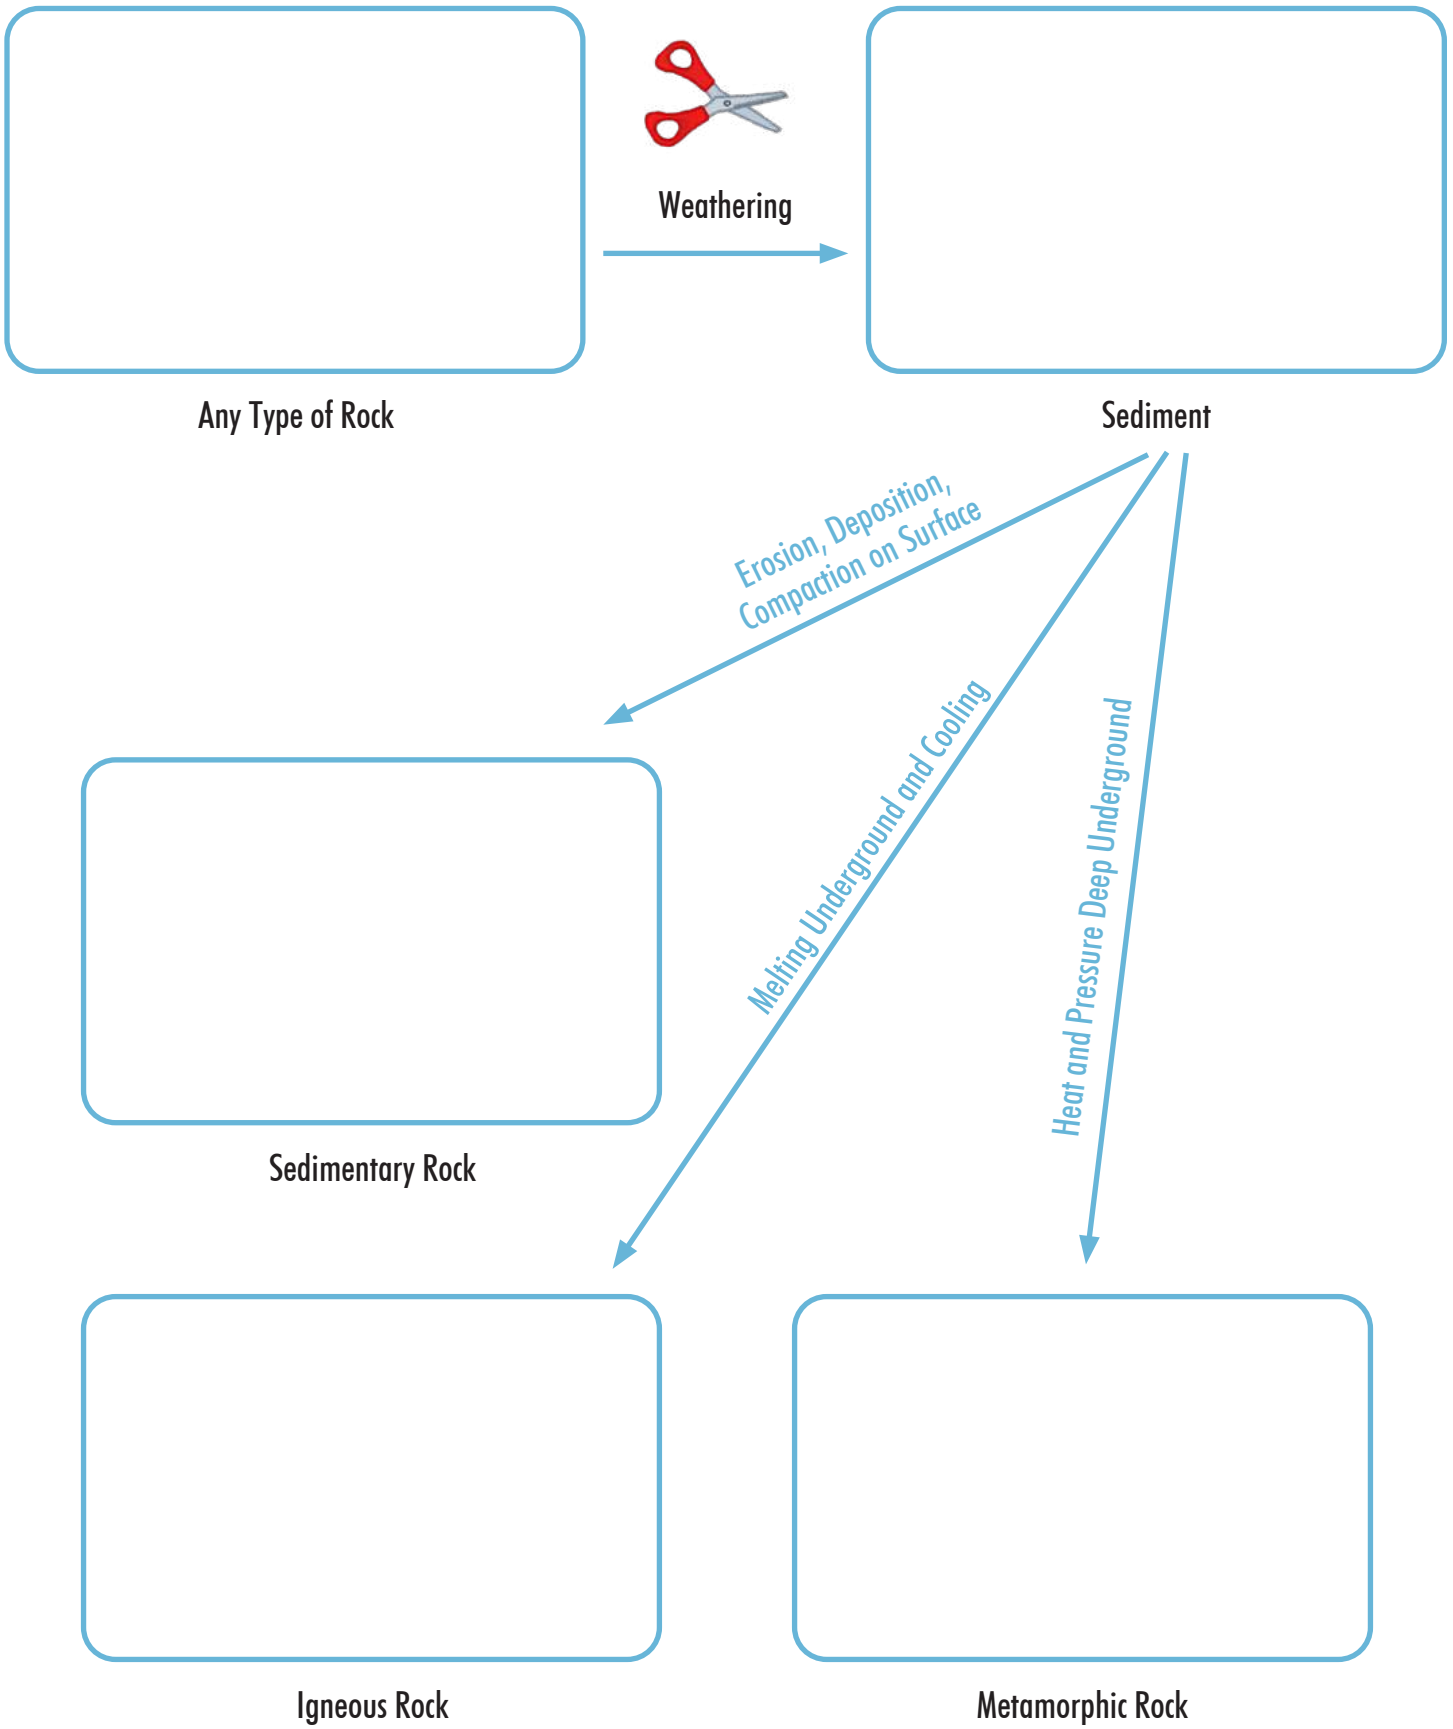 Weathering
Any Type of Rock
Sediment
Erosion, Deposition,
Compaction on Surface
Melting Underground and Cooling
Heat and Pressure Deep Underground
Sedimentary Rock
Igneous Rock
Metamorphic Rock